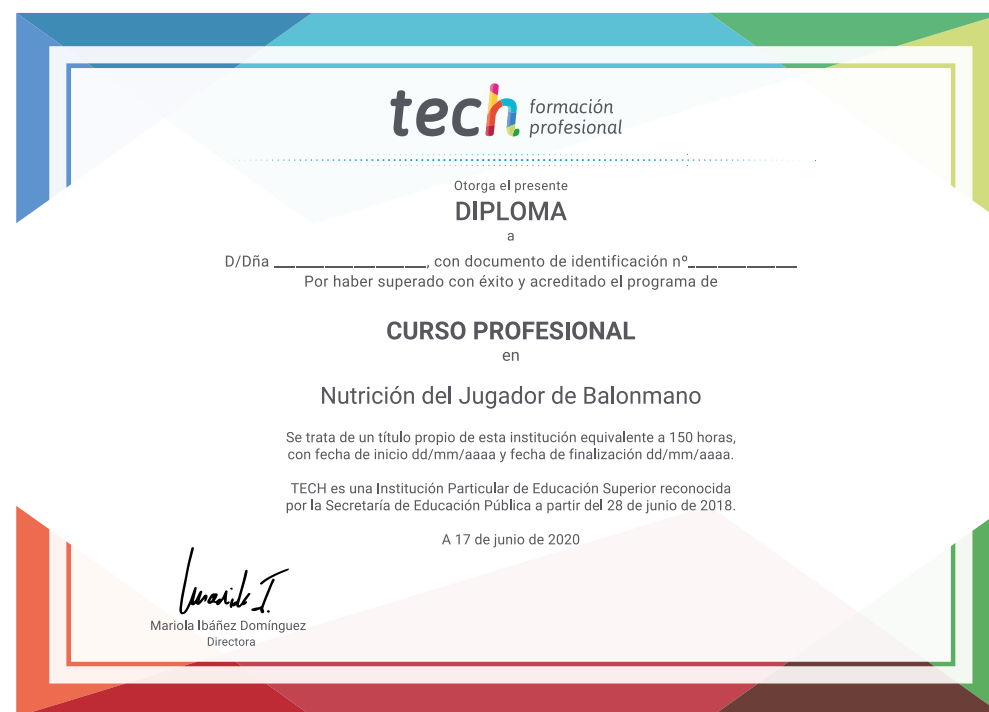 tech formación
profesional
Otorga el presente
DIPLOMA
a
D/Dña ____________________, con documento de identificación nº______________
Por haber superado con éxito y acreditado el programa de
CURSO PROFESIONAL
en
Nutrición del Jugador de Balonmano
Se trata de un título propio de esta institución equivalente a 150 horas,
con fecha de inicio dd/mm/aaaa y fecha de finalización dd/mm/aaaa.
TECH es una Institución Particular de Educación Superior reconocida
por la Secretaría de Educación Pública a partir del 28 de junio de 2018.
A 17 de junio de 2020
Mariola Ibáñez Domínguez
Directora